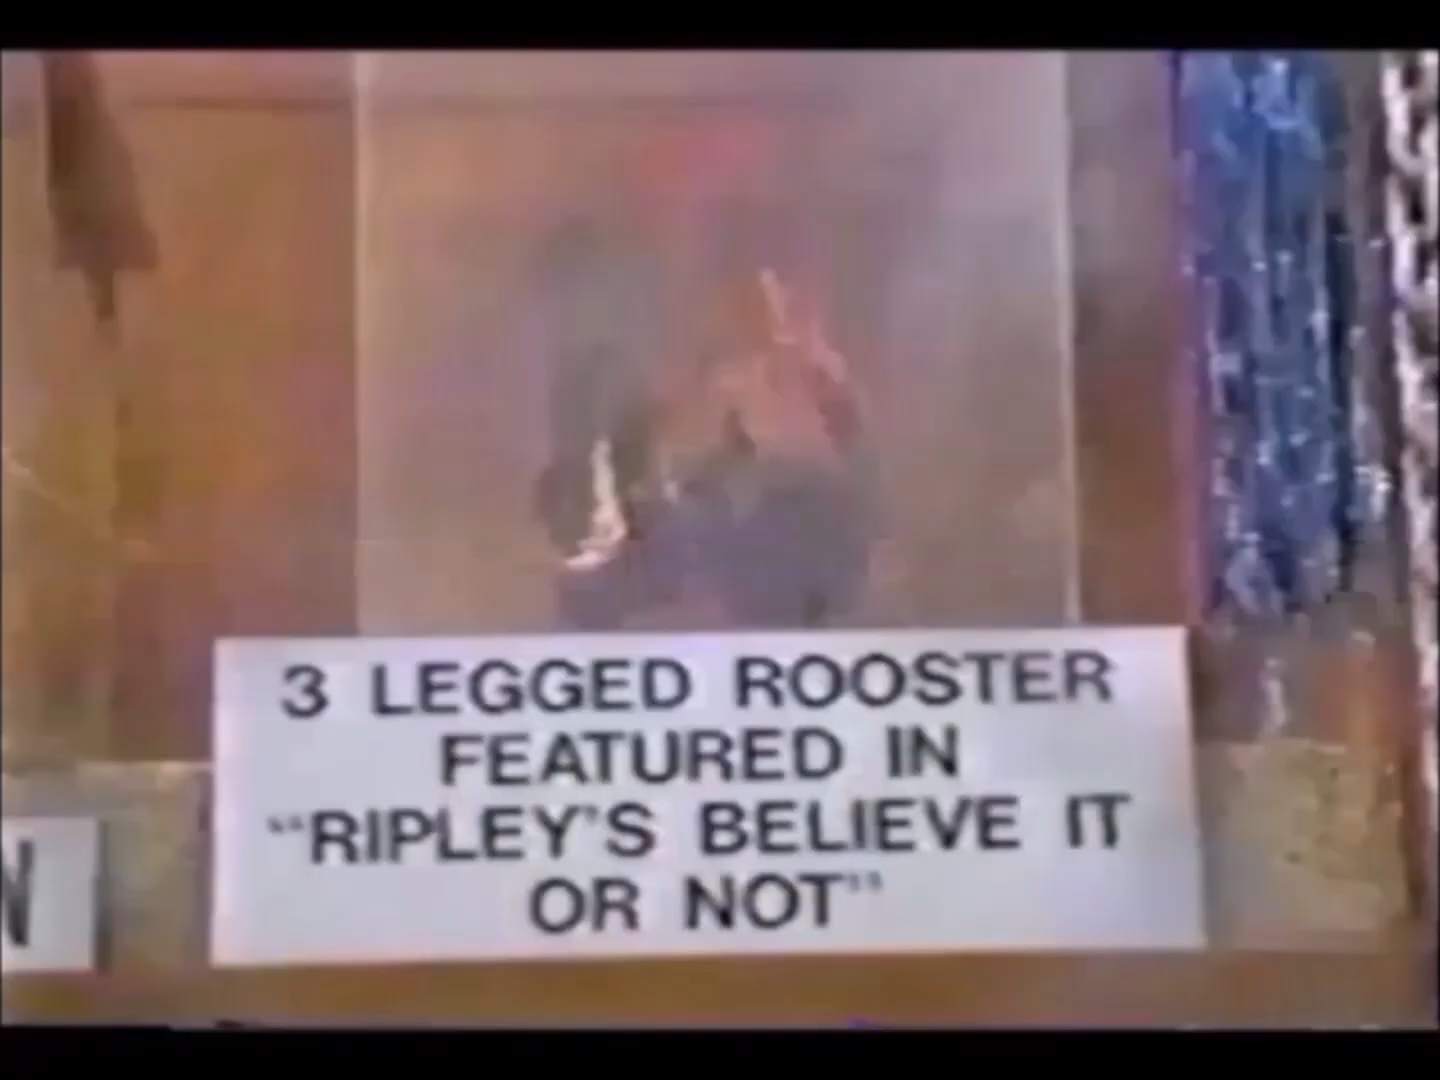 3 LEGGED ROOSTER
FEATURED IN
"RIPLEY'S BELIEVE IT
OR NOT"
N